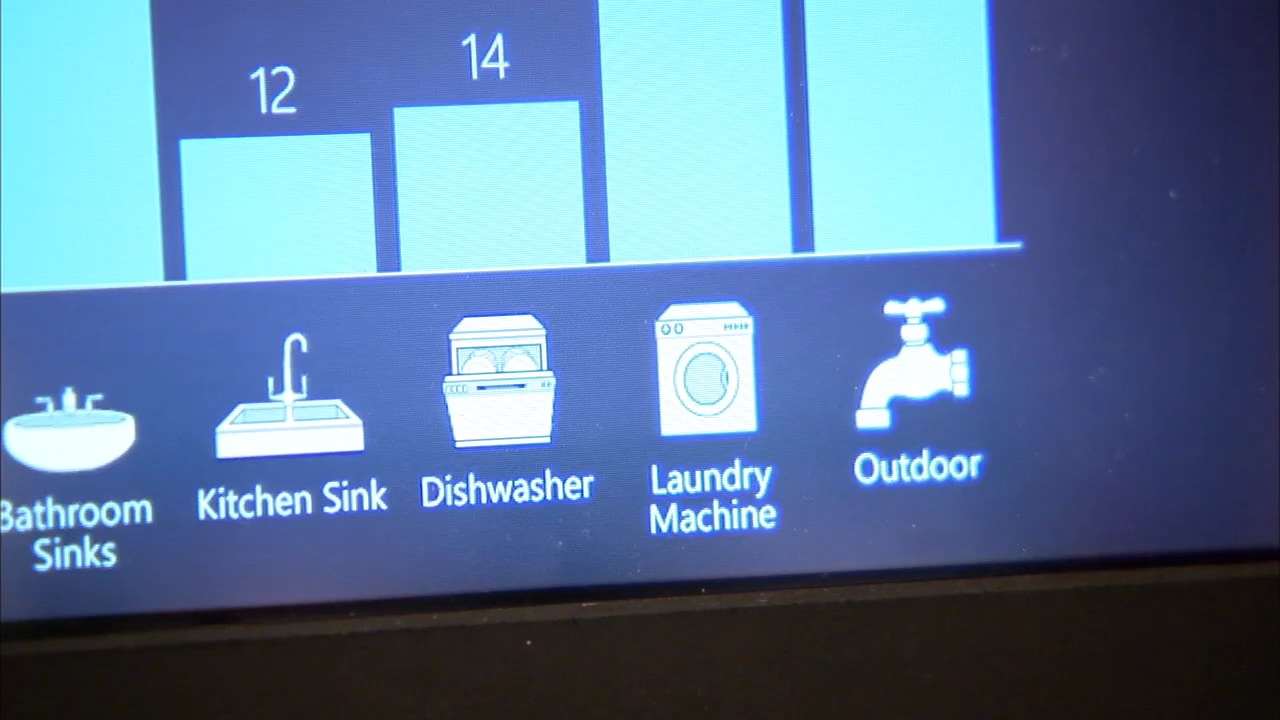 12
14
Bathroom
Sinks
Kitchen Sink
Dishwasher
Laundry
Machine
Outdoor